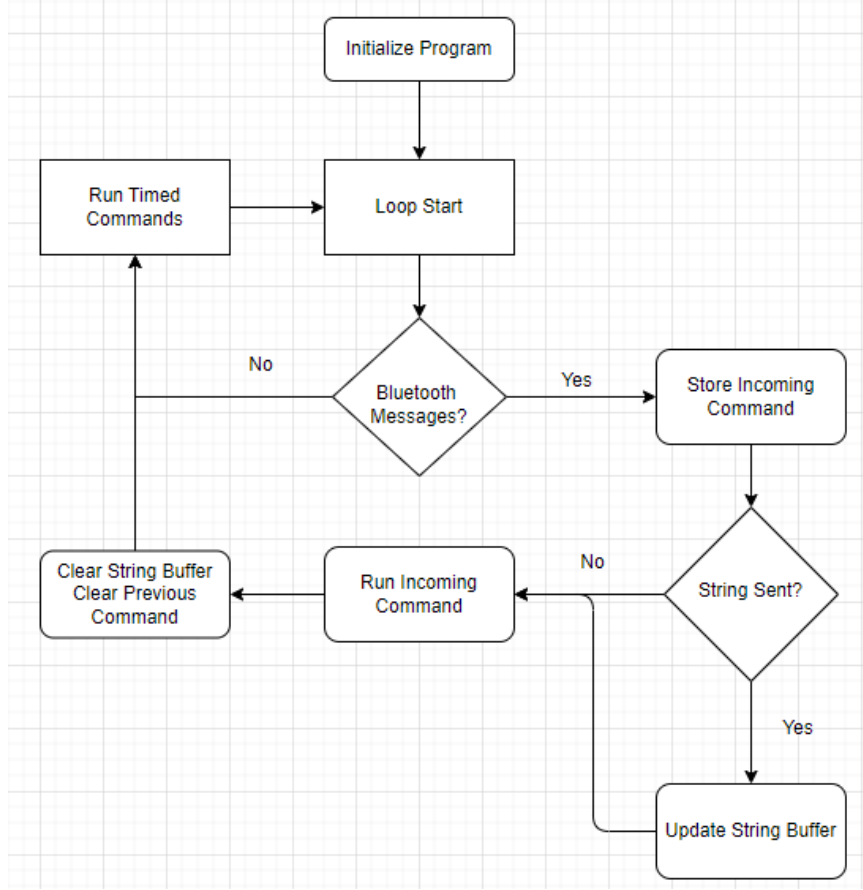 Initialize Program
Run Timed
Commands
Loop Start
No
Bluetooth
Messages?
Yes
Store Incoming
Command
Clear String Buffer
Clear Previous
Command
Run Incoming
Command
No
String Sent?
Yes
Update String Buffer